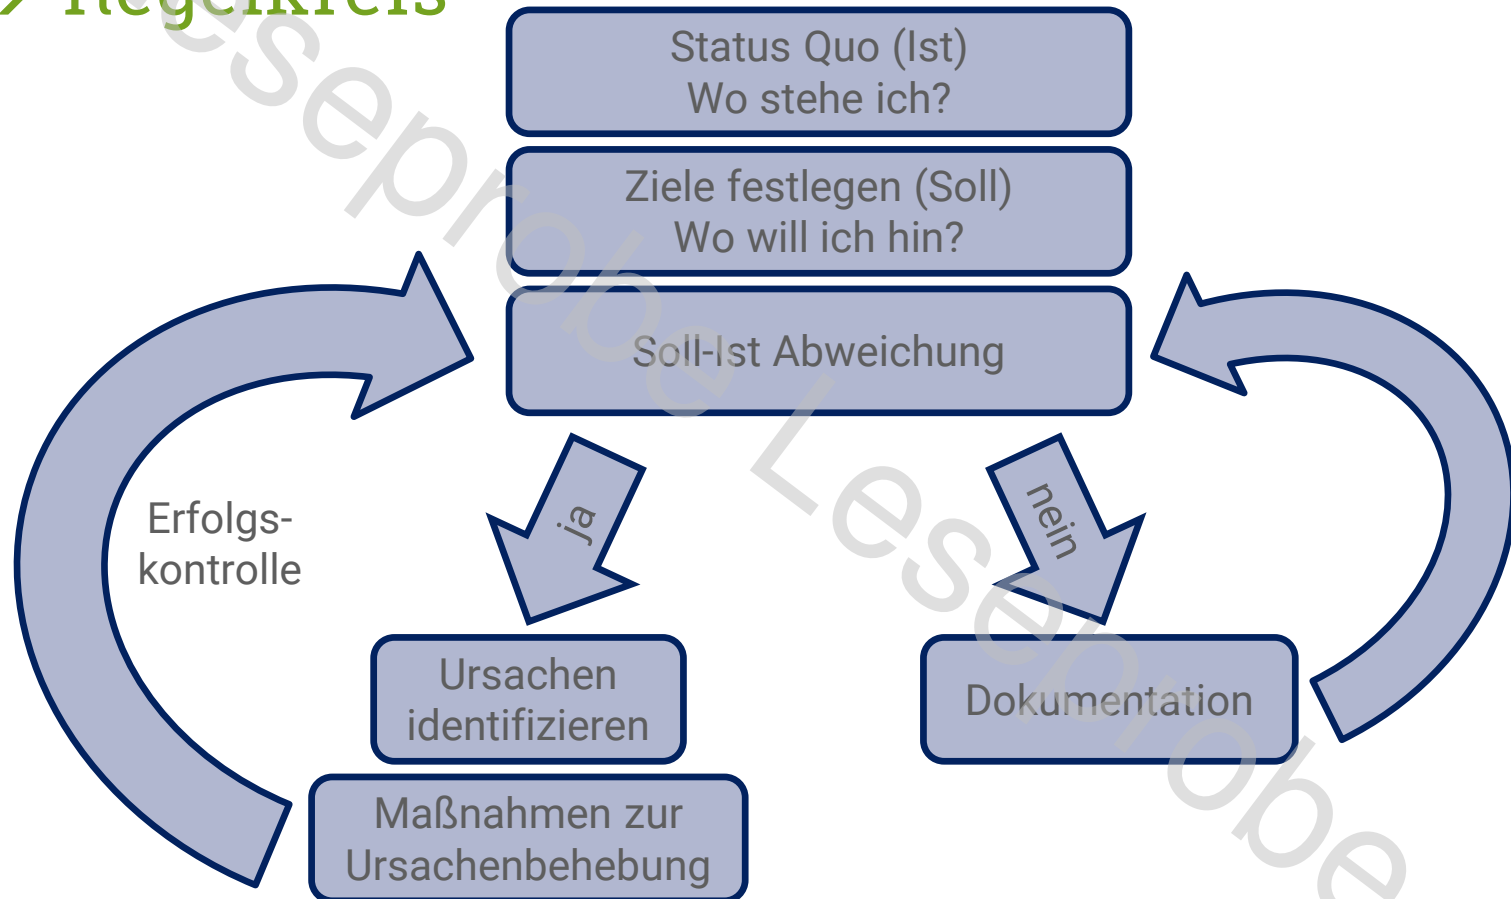 → Regelkreis
Status Quo (Ist)
Wo stehe ich?
Ziele festlegen (Soll)
Wo will ich hin?
Soll-Ist Abweichung
ja
nein
Erfolgs-
kontrolle
Ursachen
identifizieren
Dokumentation
Maßnahmen zur
Ursachenbehebung
Leseprobe Leseprobe